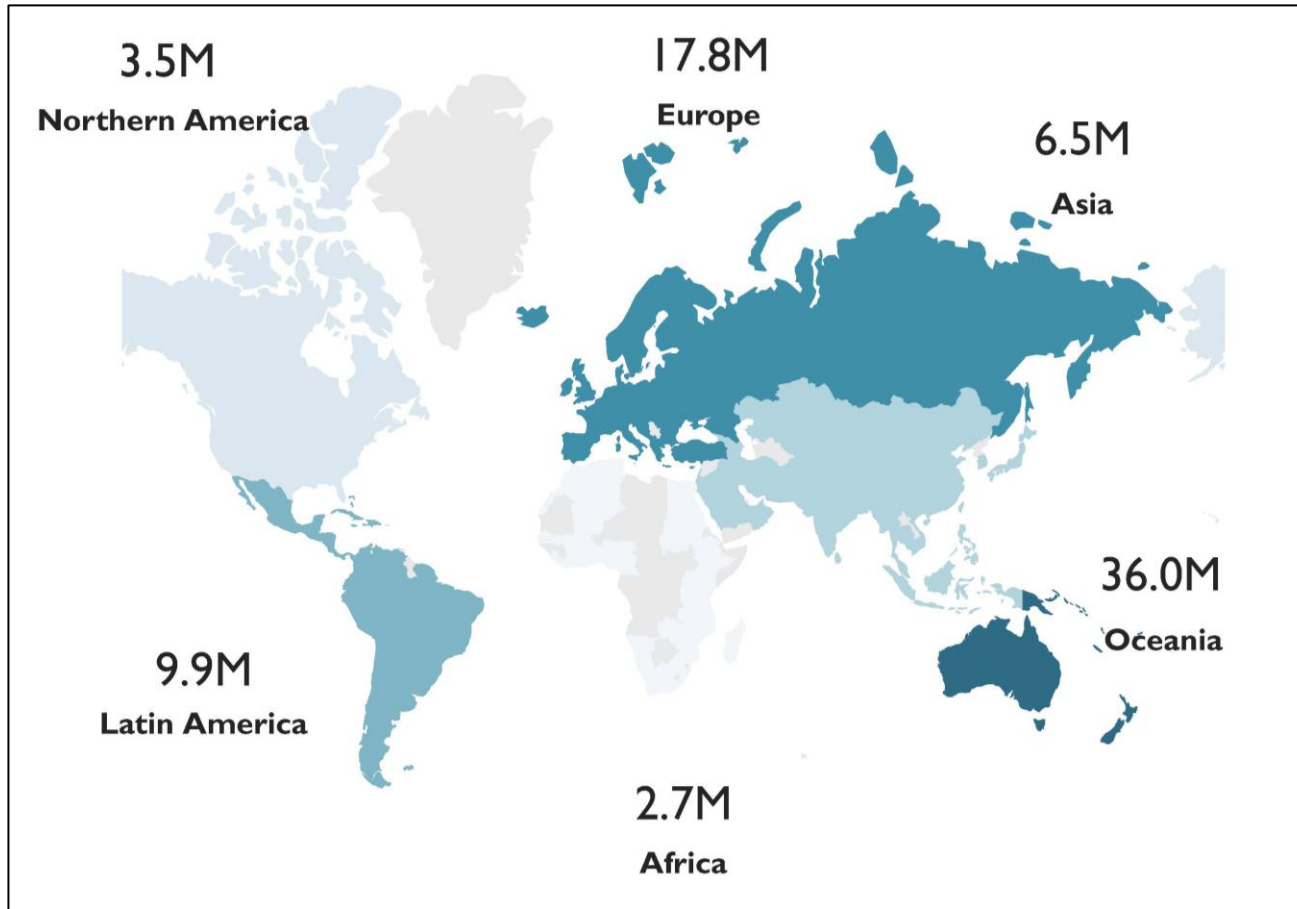 3.5M
Northern America
17.8M
Europe
6.5M
Asia
36.0M
Oceania
9.9M
Latin America
2.7M
Africa